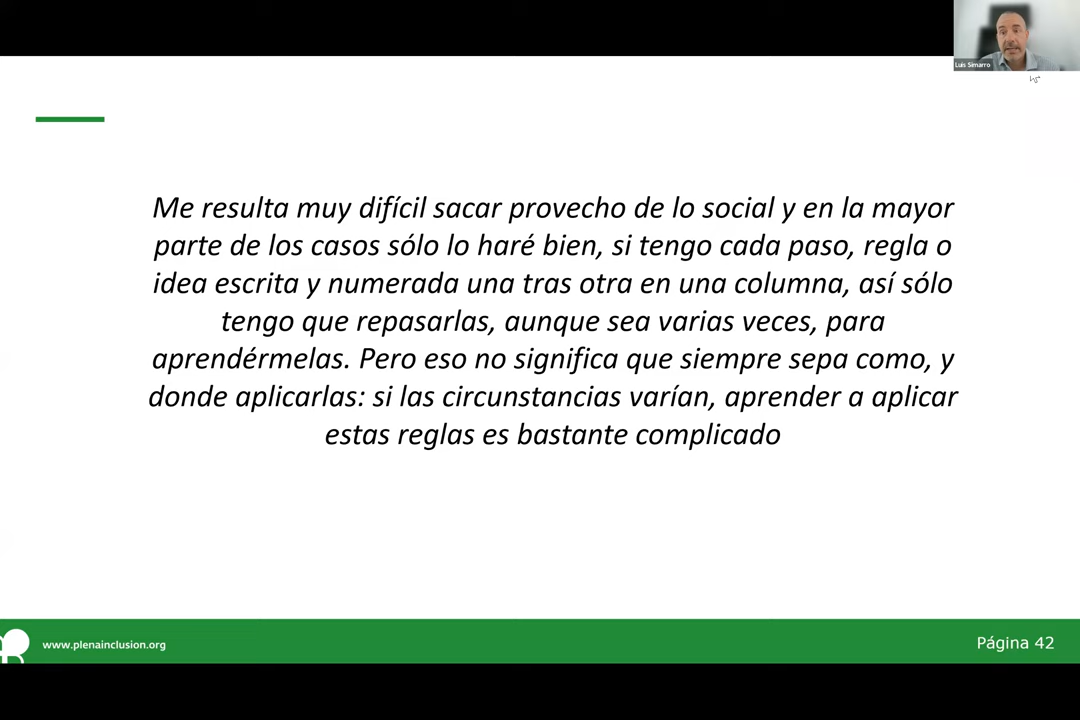 Luis Simarro
Me resulta muy difícil sacar provecho de lo social y en la mayor
parte de los casos sólo lo haré bien, si tengo cada paso, regla o
idea escrita y numerada una tras otra en una columna, así sólo
tengo que repasarlas, aunque sea varias veces, para
aprendérmelas. Pero eso no significa que siempre sepa como, y
donde aplicarlas: si las circunstancias varían, aprender a aplicar
estas reglas es bastante complicado
www.plenainclusion.org
Página 42